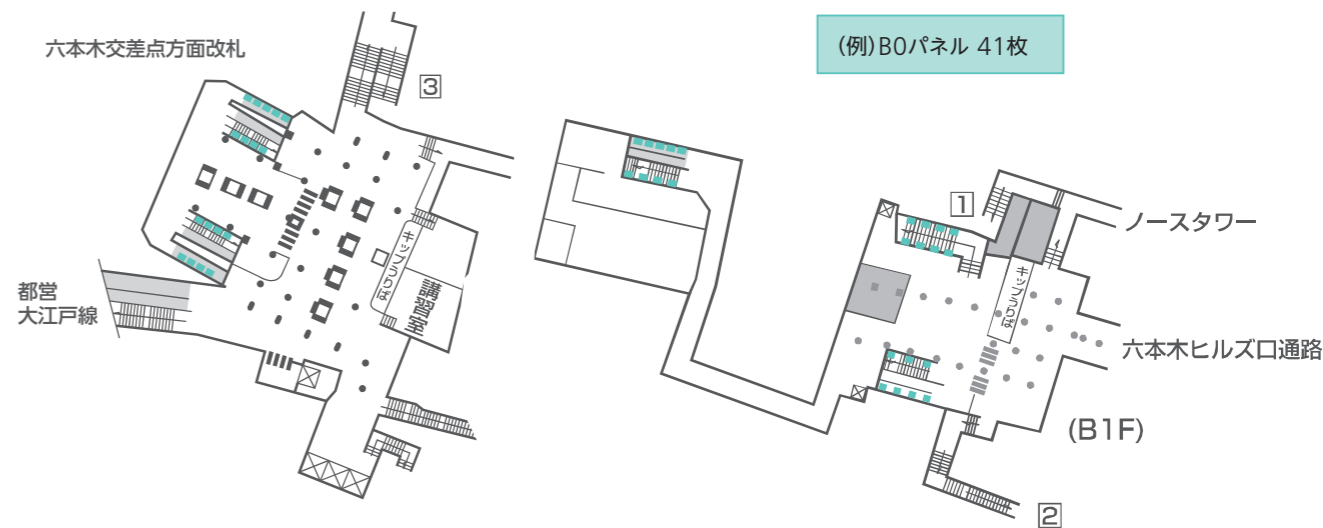 六本木交差点方面改札
(例)B0パネル 41枚
3
1
ノースタワー
キップうりば
キップうりば
講習室
都営
大江戸線
六本木ヒルズ口通路
(B1F)
2